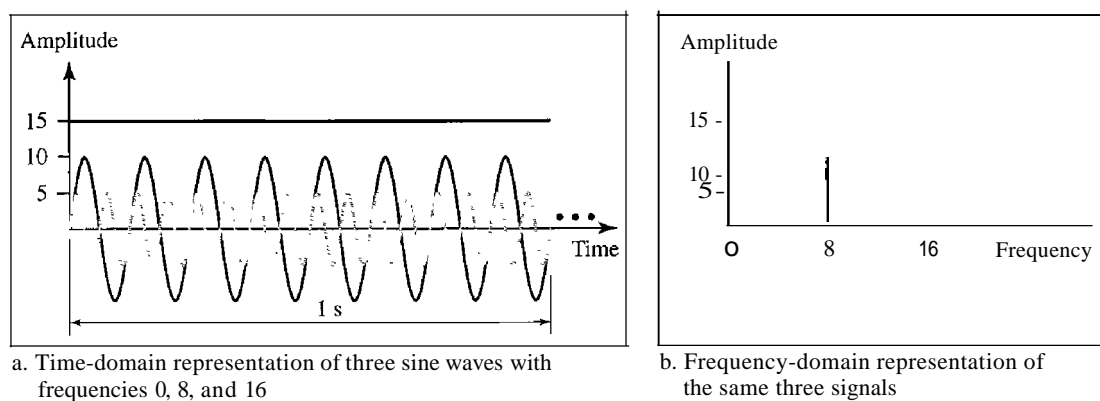 Amplitude
15
10
5
Time
1 s
a. Time-domain representation of three sine waves with
frequencies 0, 8, and 16
Amplitude
15 -
10 -
5 -
O 8 16 Frequency
b. Frequency-domain representation of
the same three signals